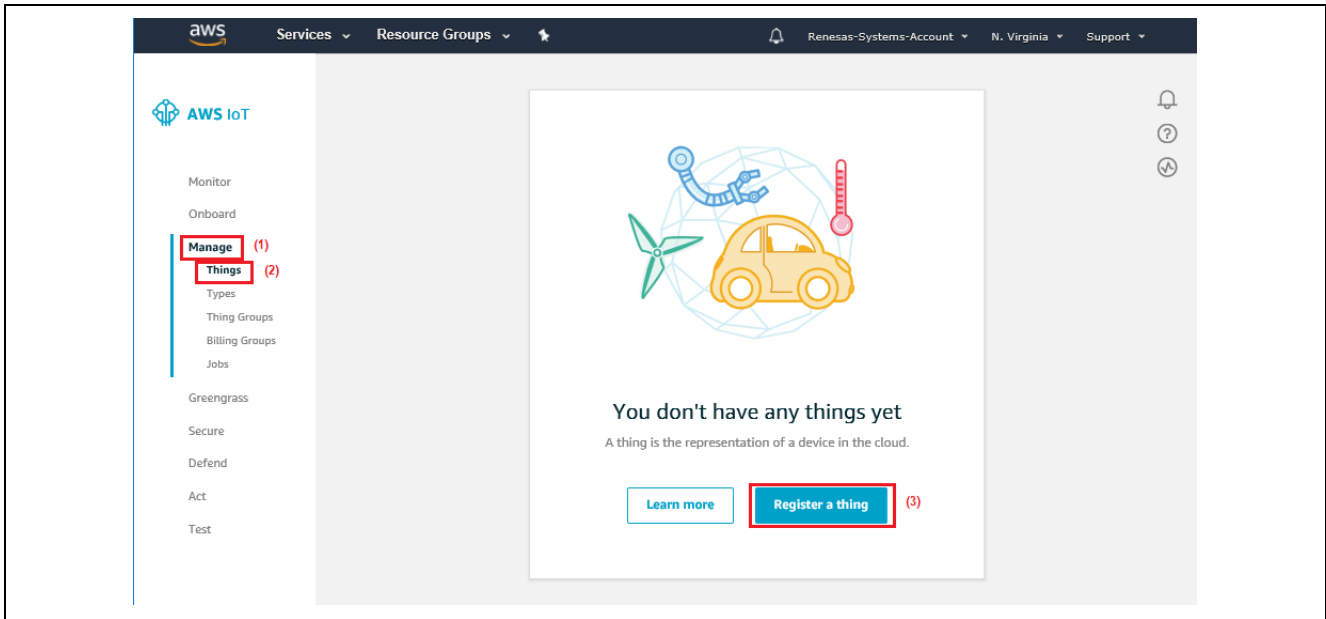 aws Services Resource Groups Renesas-Systems-Account N. Virginia Support
AWS IoT
Monitor
Onboard
Manage (1)
Things (2)
Types
Thing Groups
Billing Groups
Jobs
Greengrass
Secure
Defend
Act
Test
You don't have any things yet
A thing is the representation of a device in the cloud.
Learn more Register a thing (3)